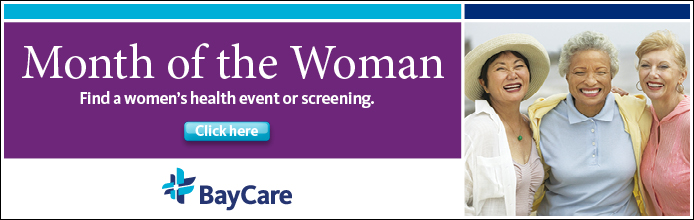 Month of the Woman
Find a women's health event or screening.
Click here
BayCare